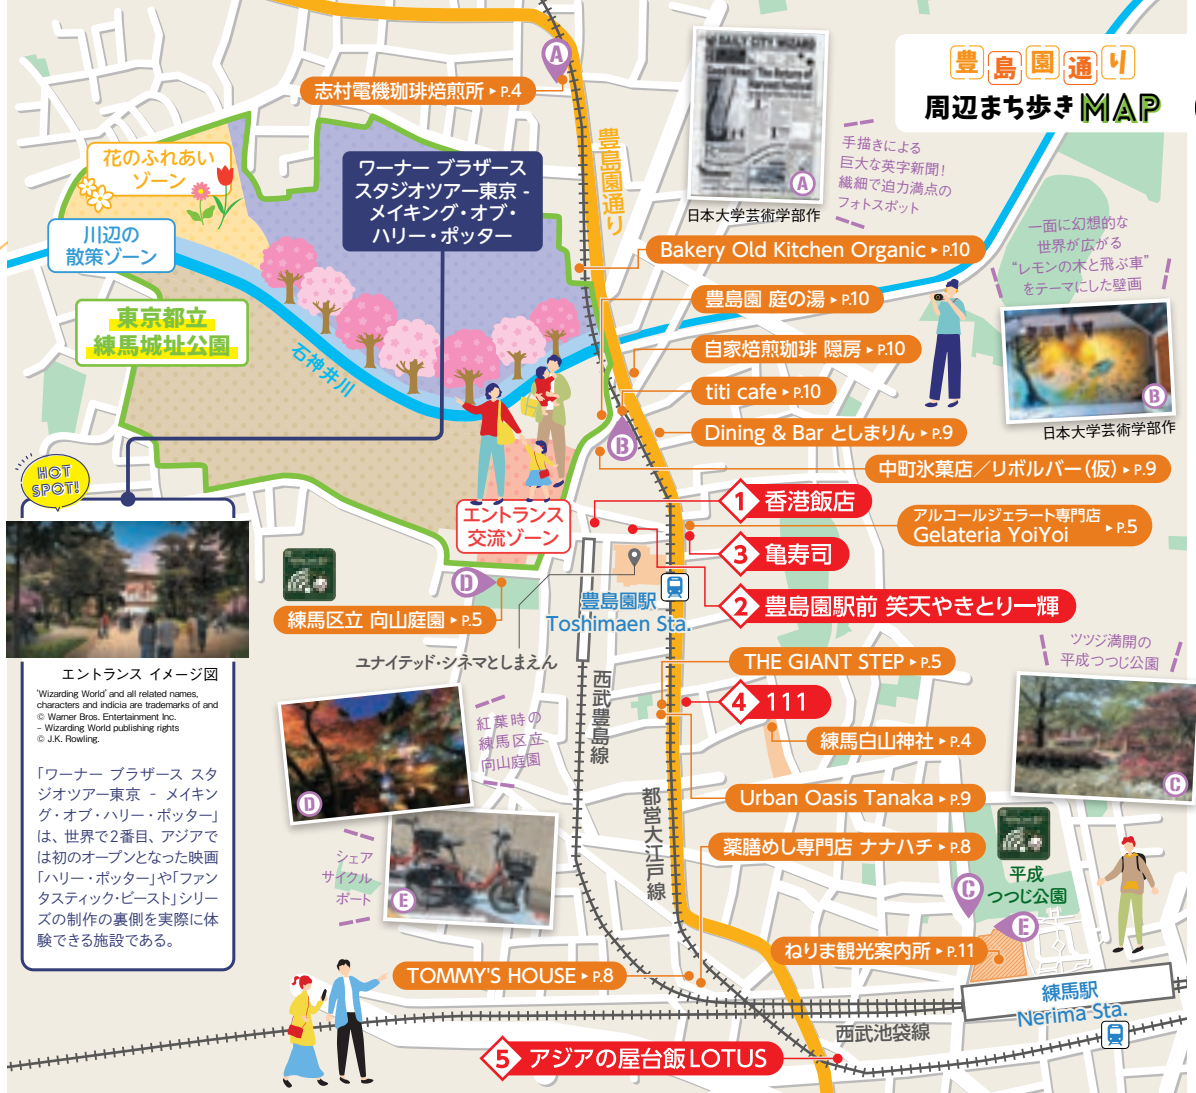 豊島園通り
周辺まち歩きMAP
A
志村電機珈琲焙煎所▸P.4
豊島園通り
DAILY CITY WIZARD
A
日本大学芸術学部作
手描きによる
巨大な英字新聞!
繊細で迫力満点の
フォトスポット
花のふれあい
ゾーン
川辺の
散策ゾーン
東京都立
練馬城址公園
ワーナー ブラザース
スタジオツアー東京 -
メイキング・オブ・
ハリー・ポッター
石神井川
Bakery Old Kitchen Organic▸P.10
豊島園 庭の湯▸P.10
自家焙煎珈琲 隠房▸P.10
titi cafe▸P.10
B
Dining & Bar としまりん▸P.9
中町氷菓店/リボルバー(仮)▸P.9
一面に幻想的な
世界が広がる
“レモンの木と飛ぶ車”
をテーマにした壁画
B
日本大学芸術学部作
1 香港飯店
アルコールジェラート専門店
Gelateria YoiYoi▸P.5
3 亀寿司
2 豊島園駅前 笑天やきとり一輝
エントランス
交流ゾーン
D
練馬区立 向山庭園▸P.5
豊島園駅
Toshimaen Sta.
ユナイテッド・シネマとしまえん
HOT
SPOT!
エントランス イメージ図
'Wizarding World' and all related names,
characters and indicia are trademarks of and
© Warner Bros. Entertainment Inc.
– Wizarding World publishing rights
© J.K. Rowling.
「ワーナー ブラザース スタ
ジオツアー東京 - メイキン
グ・オブ・ハリー・ポッター」
は、世界で2番目、アジアで
は初のオープンとなった映画
「ハリー・ポッター」や「ファン
タスティック・ビースト」シリー
ズの制作の裏側を実際に体
験できる施設である。
D
紅葉時の
練馬区立
向山庭園
西武豊島線
THE GIANT STEP▸P.5
4 111
練馬白山神社▸P.4
Urban Oasis Tanaka▸P.9
都営大江戸線
薬膳めし専門店 ナナハチ▸P.8
ツツジ満開の
平成つつじ公園
C
シェア
サイクル
ポート
E
平成
つつじ公園
C
E
ねりま観光案内所▸P.11
TOMMY'S HOUSE▸P.8
練馬駅
Nerima Sta.
西武池袋線
5 アジアの屋台飯LOTUS